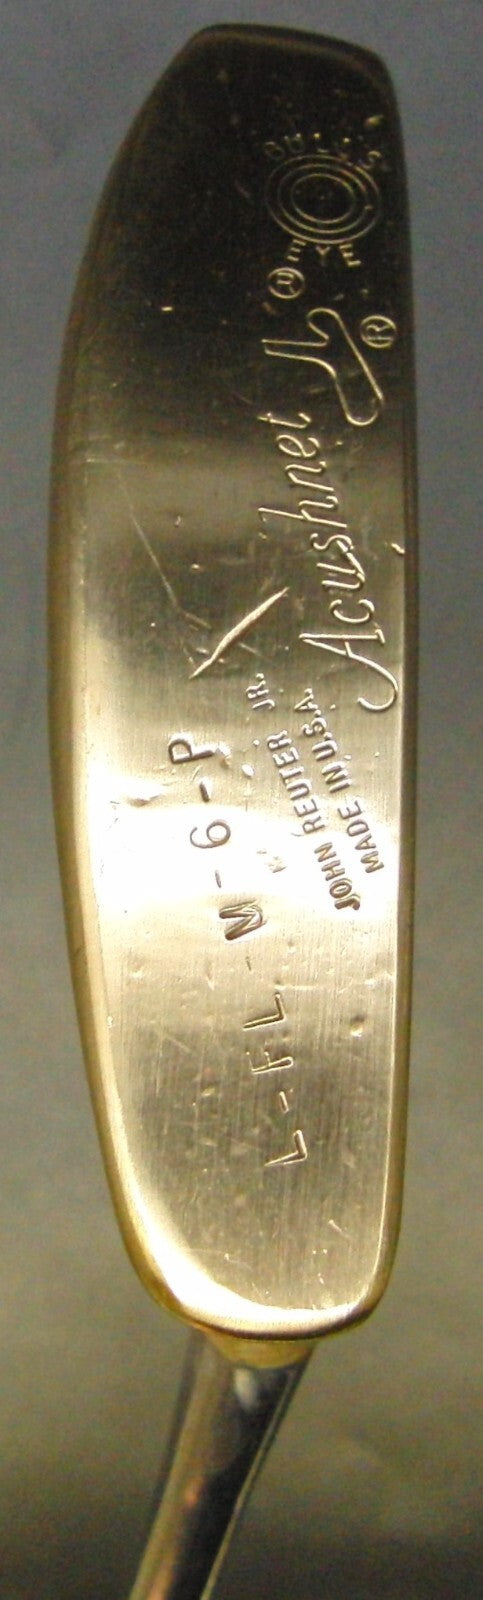 L-FL-M-6-P
JOHN REUTER JR.
MADE IN U.S.A.
Acushnet ®
BULLS
EYE ®